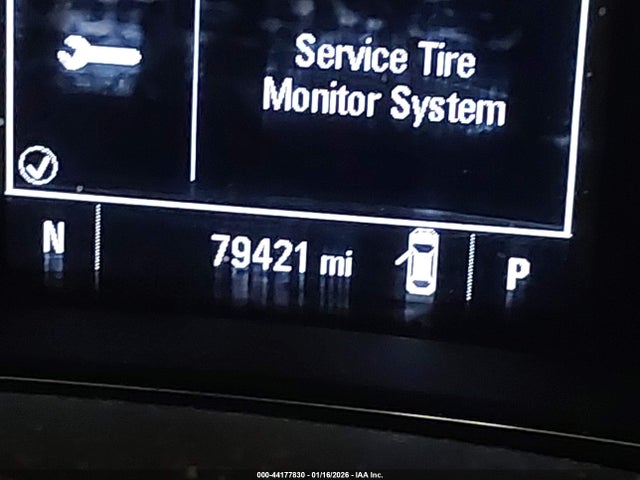 Service Tire
Monitor System
N
79421 mi
P
000-44177830 - 01/16/2026 - IAA Inc.